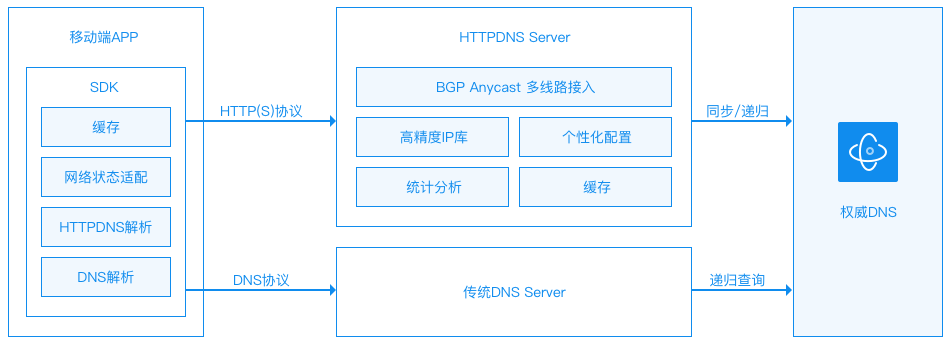 移动端APP
SDK
缓存
网络状态适配
HTTPDNS解析
DNS解析
HTTP(S)协议
DNS协议
HTTPDNS Server
BGP Anycast 多线路接入
高精度IP库
个性化配置
统计分析
缓存
传统DNS Server
同步/递归
递归查询
权威DNS